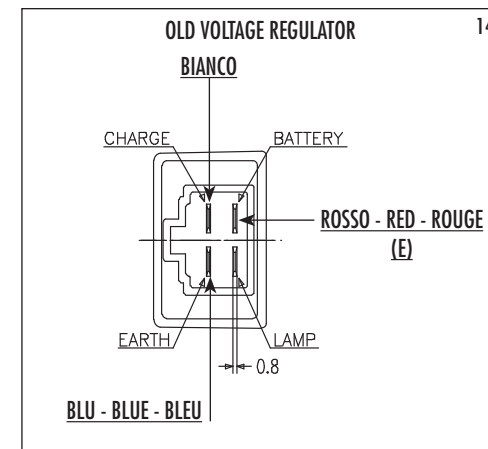 OLD VOLTAGE REGULATOR
14
BIANCO
CHARGE
BATTERY
ROSSO - RED - ROUGE
(E)
EARTH
LAMP
0.8
BLU - BLUE - BLEU